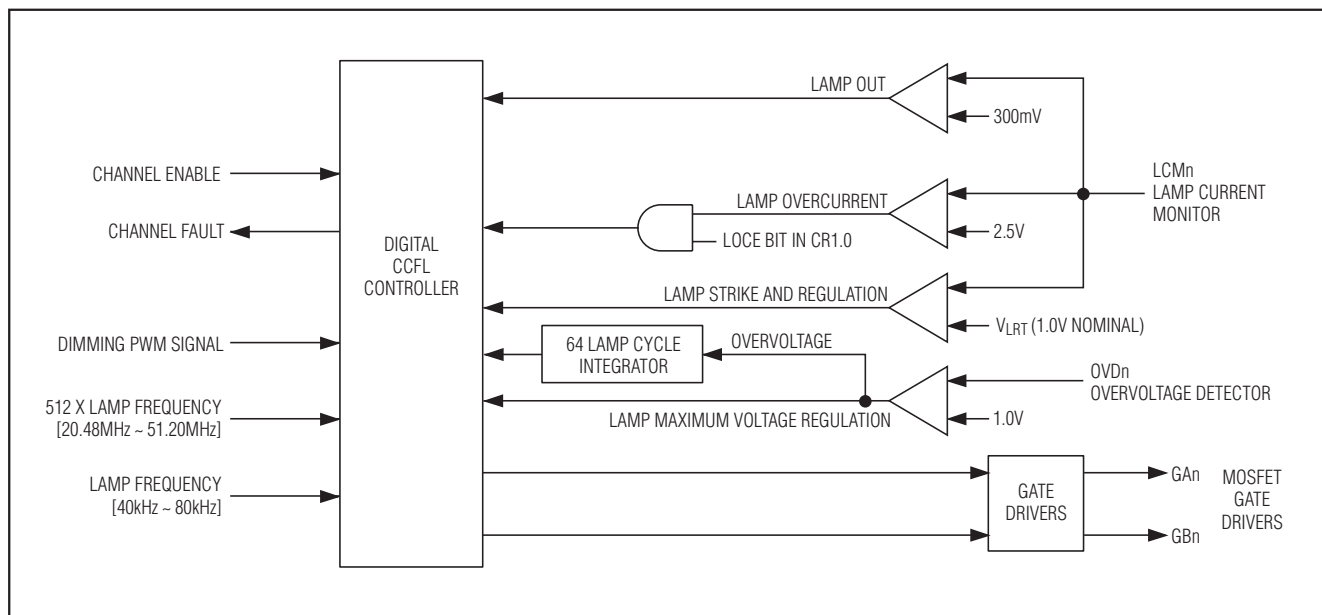 LAMP OUT
300mV
CHANNEL ENABLE
LCMn
LAMP CURRENT
MONITOR
LAMP OVERCURRENT
CHANNEL FAULT
2.5V
LOCE BIT IN CR1.0
DIGITAL
CCFL
CONTROLLER
LAMP STRIKE AND REGULATION
VLRT (1.0V NOMINAL)
DIMMING PWM SIGNAL
64 LAMP CYCLE
INTEGRATOR
OVERVOLTAGE
OVDn
OVERVOLTAGE DETECTOR
512 X LAMP FREQUENCY
[20.48MHz ~ 51.20MHz]
LAMP MAXIMUM VOLTAGE REGULATION
1.0V
LAMP FREQUENCY
[40kHz ~ 80kHz]
GATE
DRIVERS
GAn
GBn
MOSFET
GATE
DRIVERS